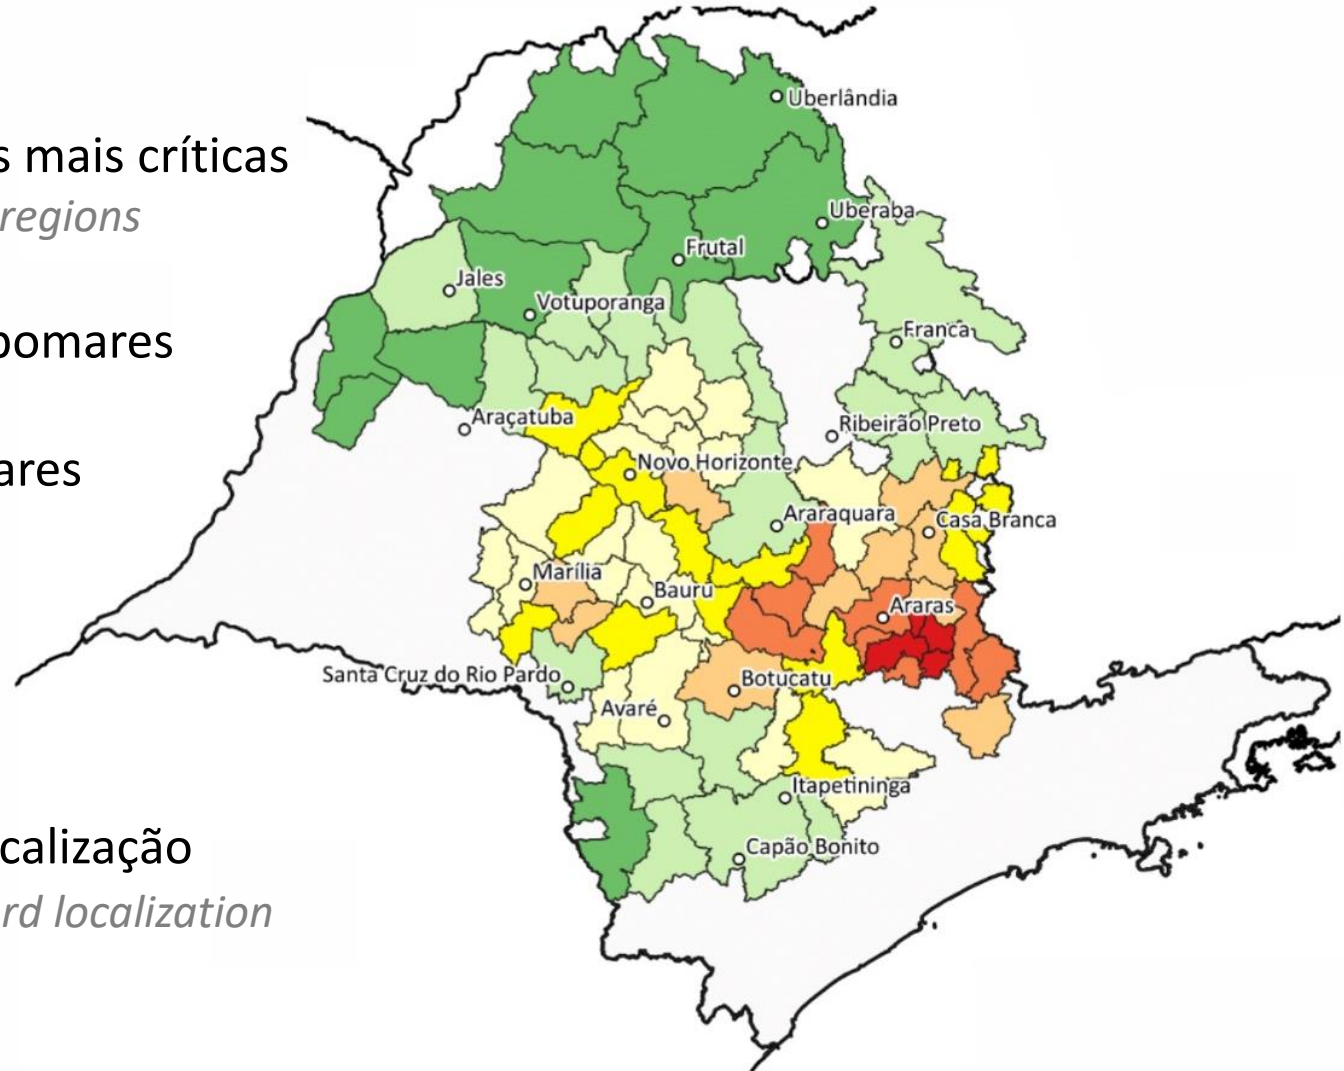 s mais críticas
regions
pomares
ares
calização
rd localization
Uberlândia
Uberaba
Frutal
Jales
Votuporanga
Franca
Araçatuba
Ribeirão Preto
Novo Horizonte
Araraquara
Casa Branca
Marília
Bauru
Araras
Santa Cruz do Rio Pardo
Botucatu
Avaré
Itapetininga
Capão Bonito